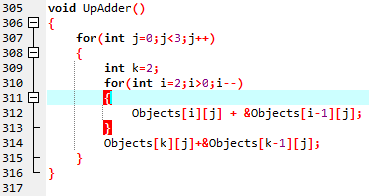 305 void UpAdder()
306 {
307 for(int j=0;j<3;j++)
308 {
309 int k=2;
310 for(int i=2;i>0;i--)
311 {
312 Objects[i][j] + &Objects[i-1][j];
313 }
314 Objects[k][j]+&Objects[k-1][j];
315 }
316 }
317